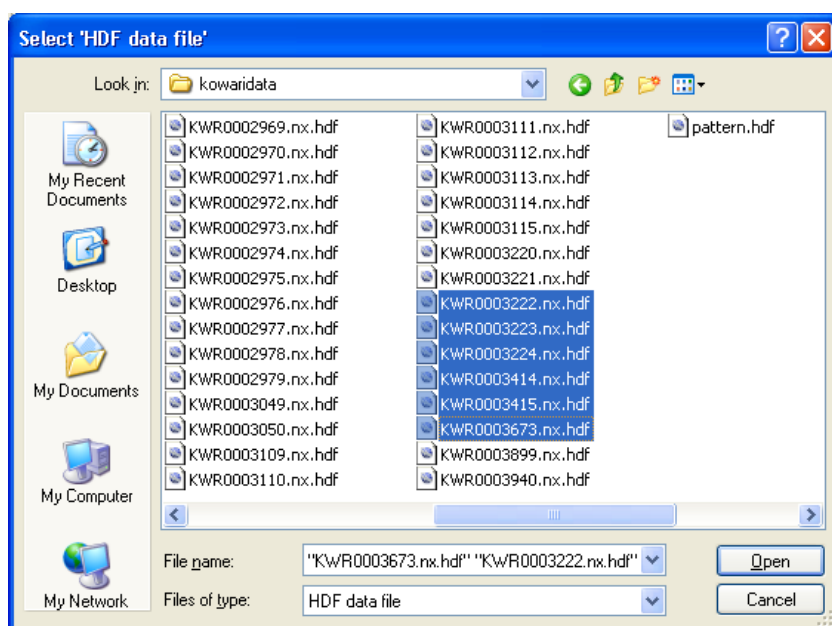 Select 'HDF data file'
Look in:
kowaridata
My Recent
Documents
Desktop
My Documents
My Computer
My Network
KWR0002969.nx.hdf
KWR0002970.nx.hdf
KWR0002971.nx.hdf
KWR0002972.nx.hdf
KWR0002973.nx.hdf
KWR0002974.nx.hdf
KWR0002975.nx.hdf
KWR0002976.nx.hdf
KWR0002977.nx.hdf
KWR0002978.nx.hdf
KWR0002979.nx.hdf
KWR0003049.nx.hdf
KWR0003050.nx.hdf
KWR0003109.nx.hdf
KWR0003110.nx.hdf
KWR0003111.nx.hdf
KWR0003112.nx.hdf
KWR0003113.nx.hdf
KWR0003114.nx.hdf
KWR0003115.nx.hdf
KWR0003220.nx.hdf
KWR0003221.nx.hdf
KWR0003222.nx.hdf
KWR0003223.nx.hdf
KWR0003224.nx.hdf
KWR0003414.nx.hdf
KWR0003415.nx.hdf
KWR0003673.nx.hdf
KWR0003899.nx.hdf
KWR0003940.nx.hdf
pattern.hdf
File name:
"KWR0003673.nx.hdf" "KWR0003222.nx.hdf"
Open
Files of type:
HDF data file
Cancel